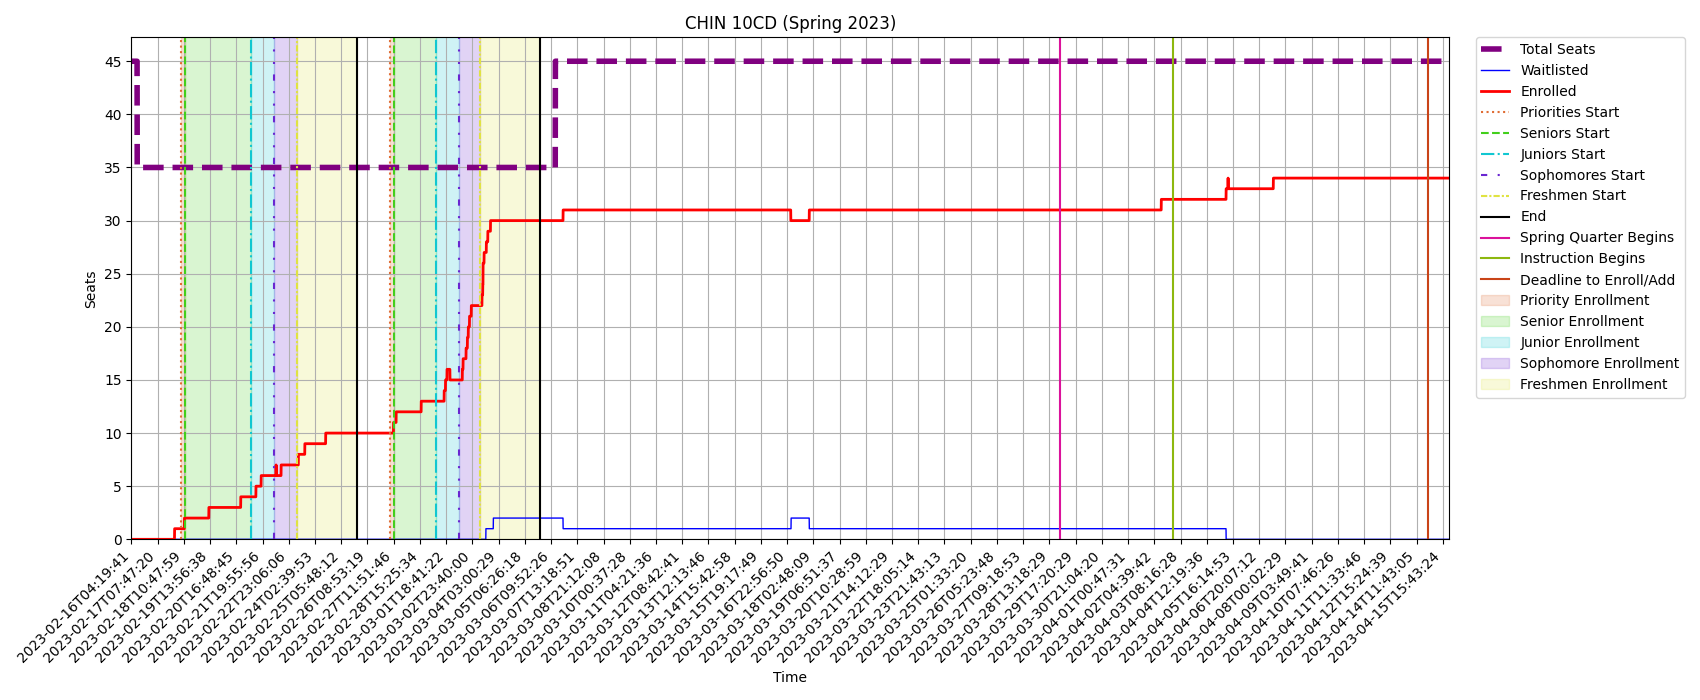 CHIN 10CD (Spring 2023)
Seats
45
40
35
30
25
20
15
10
5
0
2023-02-16T04:19:41
2023-02-17T07:47:20
2023-02-18T10:47:59
2023-02-19T13:56:38
2023-02-20T16:48:45
2023-02-21T19:55:56
2023-02-22T23:06:05
2023-02-24T02:39:53
2023-02-25T05:48:12
2023-02-26T08:53:19
2023-02-27T11:51:46
2023-02-28T15:25:34
2023-03-01T18:41:22
2023-03-02T23:40:00
2023-03-04T03:00:29
2023-03-05T06:26:18
2023-03-06T09:52:26
2023-03-07T13:18:51
2023-03-08T21:12:08
2023-03-10T00:37:28
2023-03-11T04:21:36
2023-03-12T08:42:41
2023-03-13T12:13:46
2023-03-14T15:42:58
2023-03-15T19:17:49
2023-03-16T22:56:50
2023-03-18T02:48:09
2023-03-19T06:51:37
2023-03-20T10:28:59
2023-03-21T14:12:29
2023-03-22T18:05:14
2023-03-23T21:43:13
2023-03-25T01:33:20
2023-03-26T05:23:48
2023-03-27T09:18:53
2023-03-28T13:18:29
2023-03-29T17:20:29
2023-03-30T21:04:20
2023-04-01T00:47:31
2023-04-02T04:39:42
2023-04-03T08:16:28
2023-04-04T12:19:36
2023-04-05T16:14:53
2023-04-06T20:07:12
2023-04-08T00:02:29
2023-04-09T03:49:41
2023-04-10T07:46:26
2023-04-11T11:33:46
2023-04-12T15:24:39
2023-04-14T11:43:05
2023-04-15T15:43:24
Time
Total Seats
Waitlisted
Enrolled
Priorities Start
Seniors Start
Juniors Start
Sophomores Start
Freshmen Start
End
Spring Quarter Begins
Instruction Begins
Deadline to Enroll/Add
Priority Enrollment
Senior Enrollment
Junior Enrollment
Sophomore Enrollment
Freshmen Enrollment